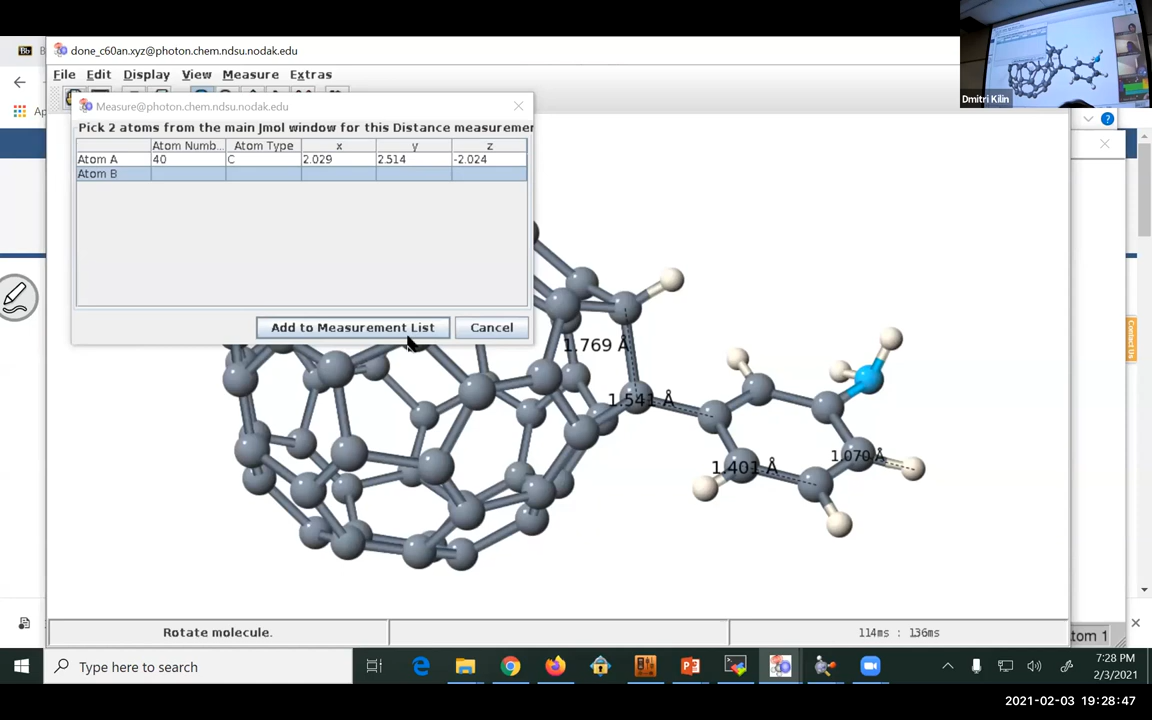 done_c60an.xyz@photon.chem.ndsu.nodak.edu
File Edit Display View Measure Extras
Measure@photon.chem.ndsu.nodak.edu
Pick 2 atoms from the main Jmol window for this Distance measuremer
Atom Numb... Atom Type x y z
Atom A 40 C 2.029 2.514 -2.024
Atom B
Add to Measurement List Cancel
1.769 Å
1.541 Å
1.401 Å
1.070 Å
Rotate molecule. 114ms : 136ms
tom 1
Contact Us
Dmitri Kilin
Bb
Ap
Type here to search
7:28 PM
2/3/2021
2021-02-03 19:28:47